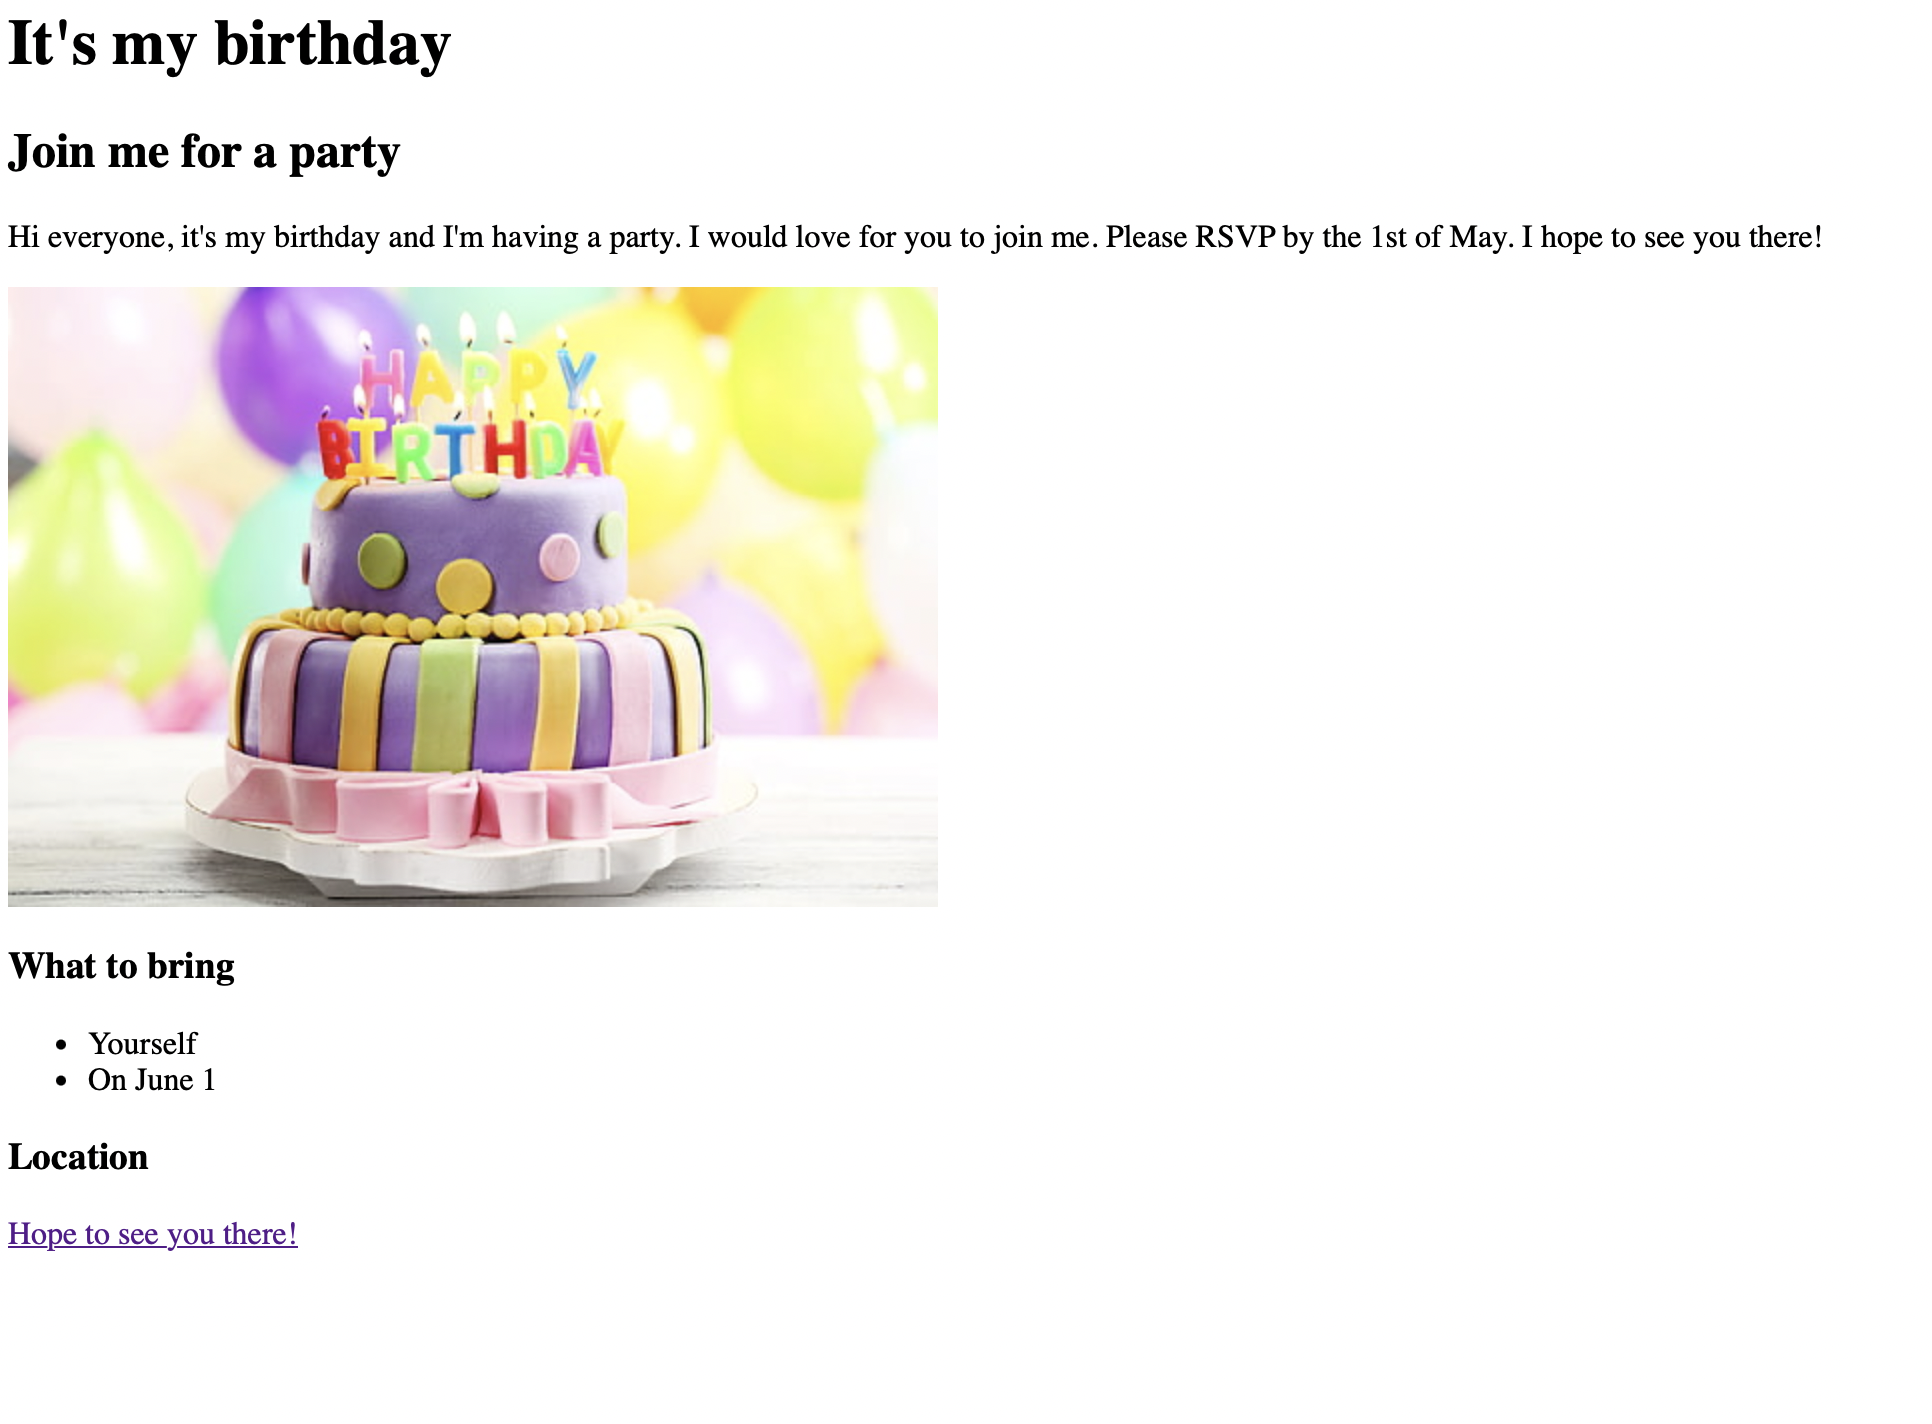 It's my birthday
Join me for a party
Hi everyone, it's my birthday and I'm having a party. I would love for you to join me. Please RSVP by the 1st of May. I hope to see you there!
HAPPY
BIRTHDAY
What to bring
Yourself
On June 1
Location
Hope to see you there!